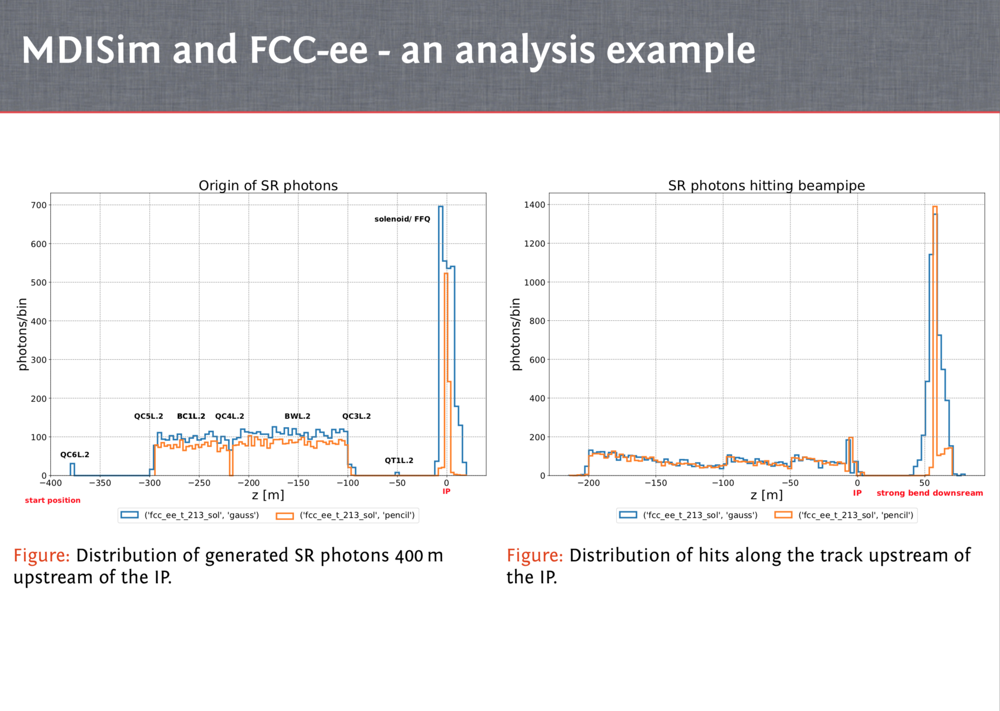 MDISim and FCC-ee - an analysis example
Origin of SR photons
photons/bin
700
600
500
400
300
200
100
0
solenoid/ FFQ
QC5L.2 BC1L.2 QC4L.2 BWL.2 QC3L.2
QC6L.2
QT1L.2
−400 −350 −300 −250 −200 −150 −100 −50 0
z [m]
IP
start position
('fcc_ee_t_213_sol', 'gauss') ('fcc_ee_t_213_sol', 'pencil')
Figure: Distribution of generated SR photons 400 m
upstream of the IP.
SR photons hitting beampipe
photons/bin
1400
1200
1000
800
600
400
200
0
−200 −150 −100 −50 0 50
z [m]
IP strong bend downsream
('fcc_ee_t_213_sol', 'gauss') ('fcc_ee_t_213_sol', 'pencil')
Figure: Distribution of hits along the track upstream of
the IP.